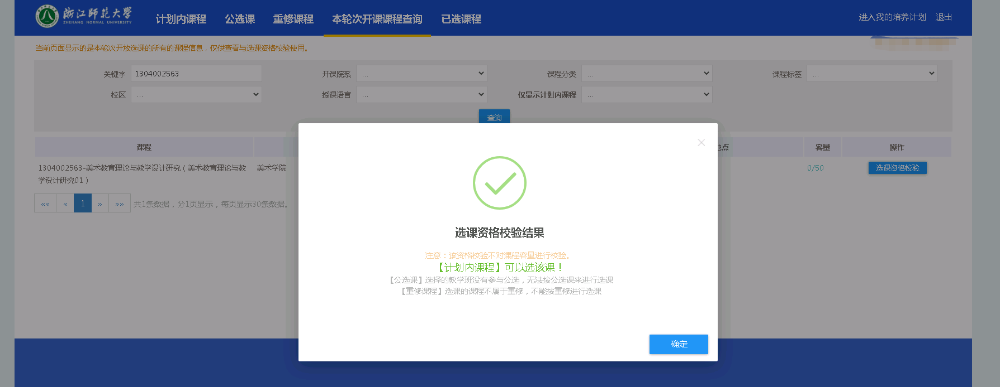 浙江師範大学
ZHEJIANG NORMAL UNIVERSITY
计划内课程 公选课 重修课程 本轮次开课课程查询 已选课程 进入我的培养计划 退出
当前页面显示的是本轮次开放选课的所有的课程信息，仅供查看与选课资格校验使用。
关键字 1304002563 开课院系 ... 课程分类 ... 课程标签 ...
校区 ... 授课语言 ... 仅显示计划内课程 ...
查询
课程 地点 容量 操作
1304002563-美术教育理论与教学设计研究（美术教育理论与教 美术学院 0/50 选课资格校验
学设计研究01）
«« « 1 » »» 共1条数据，分1页显示，每页显示30条数据。
×
选课资格校验结果
注意：该资格校验不对课程容量进行校验。
【计划内课程】可以选该课！
【公选课】选择的教学班没有参与公选，无法按公选课来进行选课
【重修课程】选课的课程不属于重修，不能按重修进行选课
确定